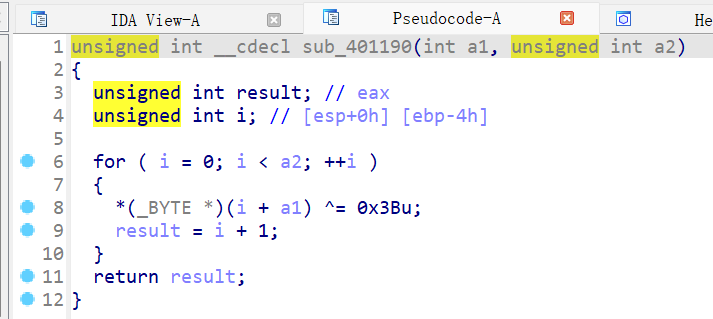 IDA View-A Pseudocode-A He
1 unsigned int __cdecl sub_401190(int a1, unsigned int a2)
2 {
3   unsigned int result; // eax
4   unsigned int i; // [esp+0h] [ebp-4h]
5
6   for ( i = 0; i < a2; ++i )
7   {
8     *(_BYTE *)(i + a1) ^= 0x3Bu;
9     result = i + 1;
10   }
11   return result;
12 }